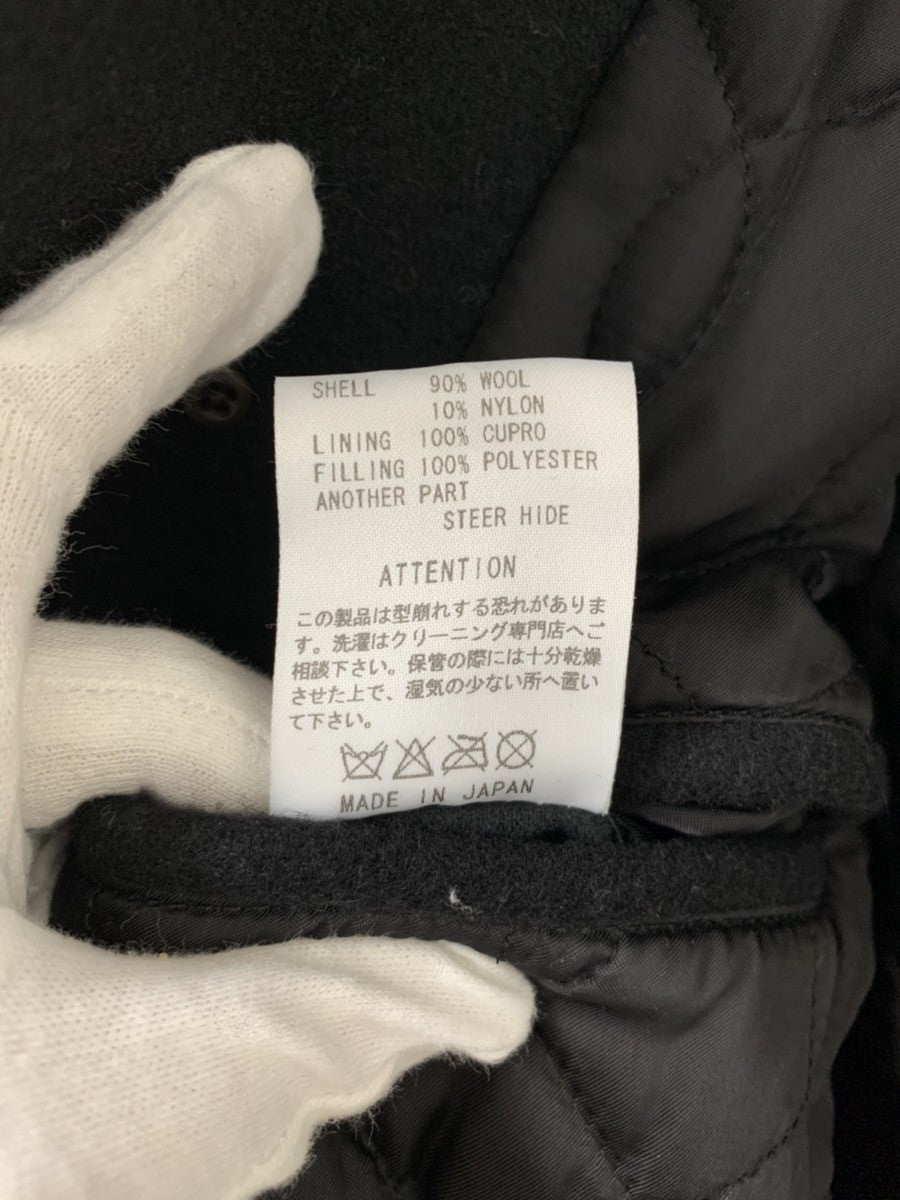 SHELL 90% WOOL
10% NYLON
LINING 100% CUPRO
FILLING 100% POLYESTER
ANOTHER PART
STEER HIDE
ATTENTION
この製品は型崩れする恐れがありま
す。洗濯はクリーニング専門店へご
相談下さい。保管の際には十分乾燥
させた上で、湿気の少ない所へ置い
て下さい。
MADE IN JAPAN